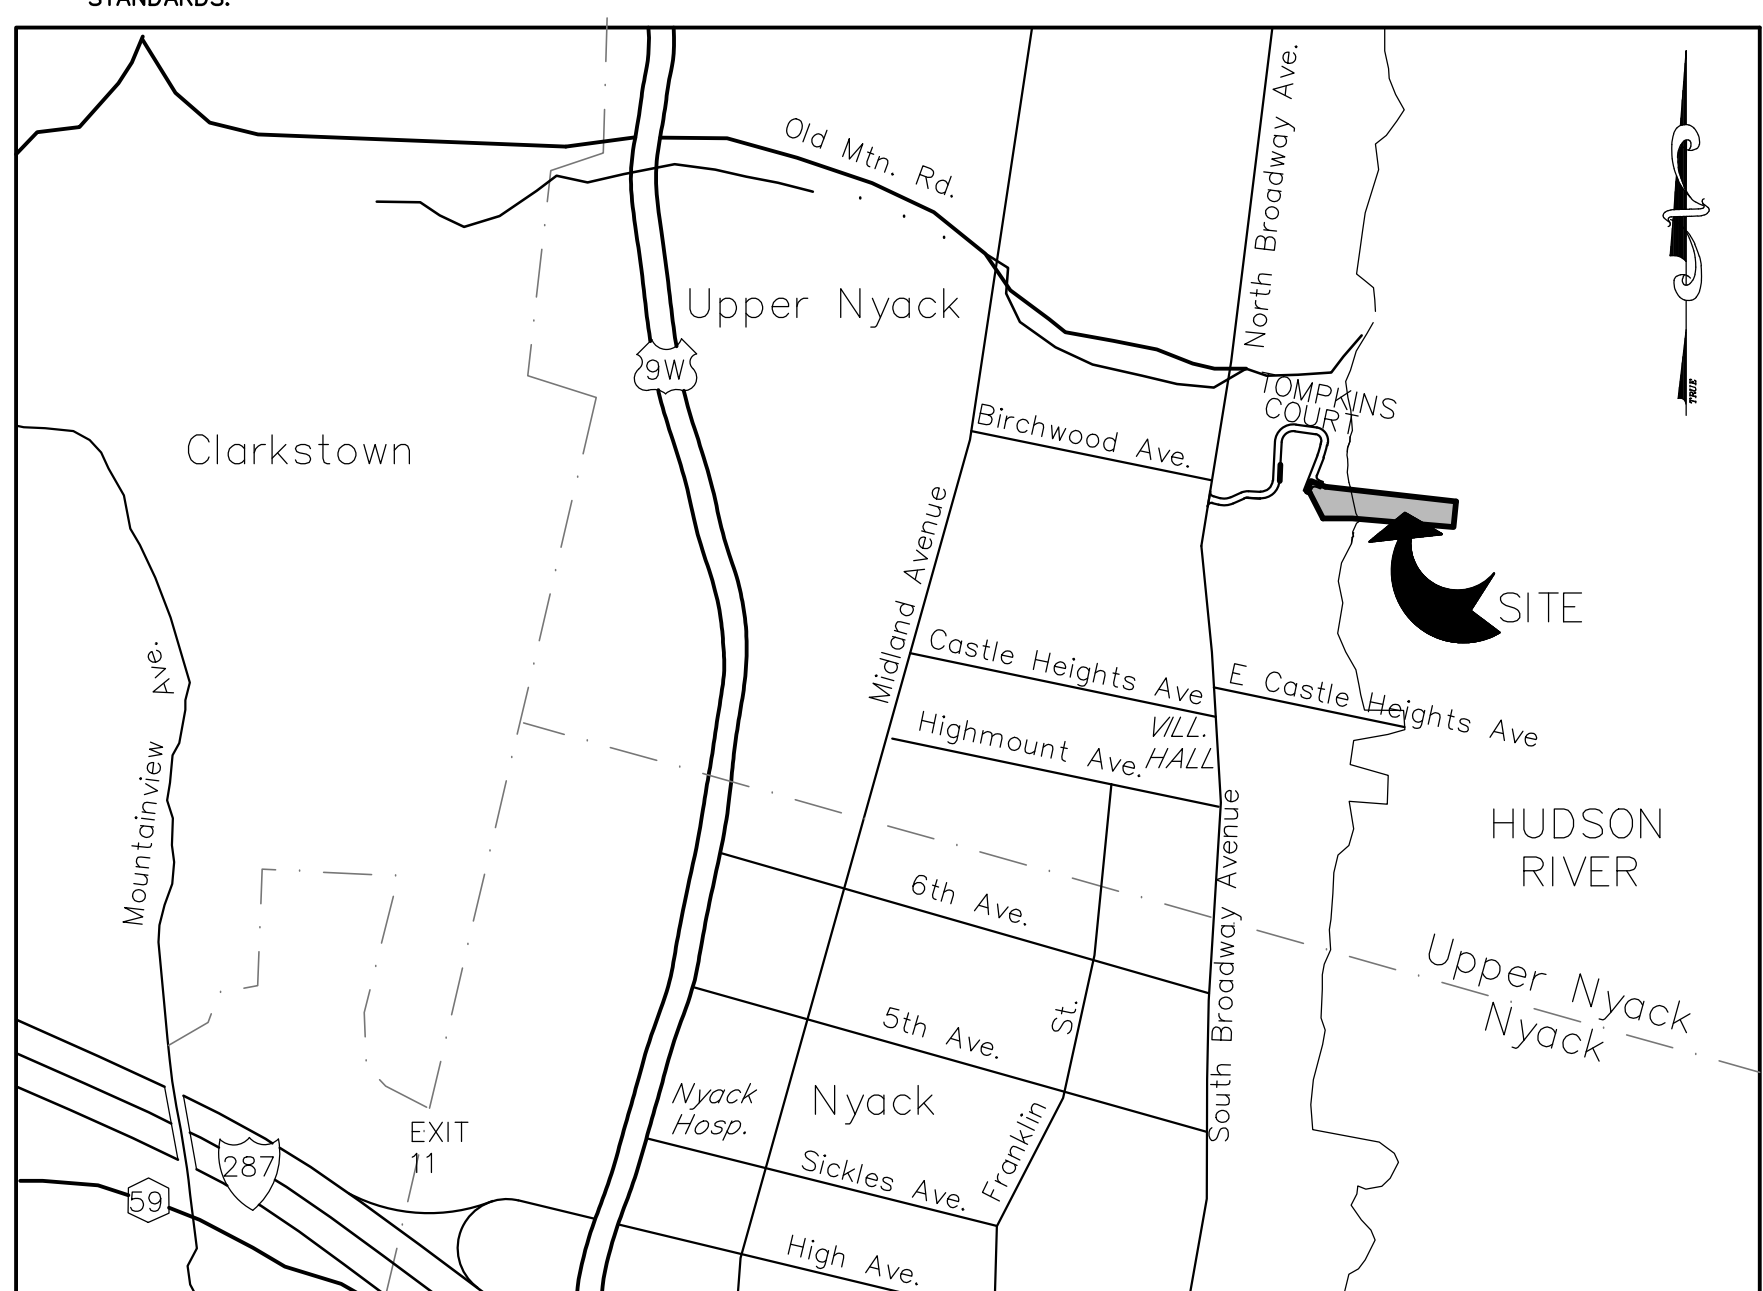 STANDARDS.
Old Mtn. Rd.
North Broadway Ave.
TRUE
Upper Nyack
9W
TOMPKINS
COURT
Birchwood Ave.
Clarkstown
Midland Avenue
SITE
Castle Heights Ave
E Castle Heights Ave
Mountainview Ave.
Highmount Ave.
VILL.
HALL
HUDSON
RIVER
6th Ave.
South Broadway Avenue
Upper Nyack
Nyack
5th Ave.
Franklin St.
Nyack
Hosp.
Nyack
EXIT
11
287
59
Sickles Ave.
High Ave.